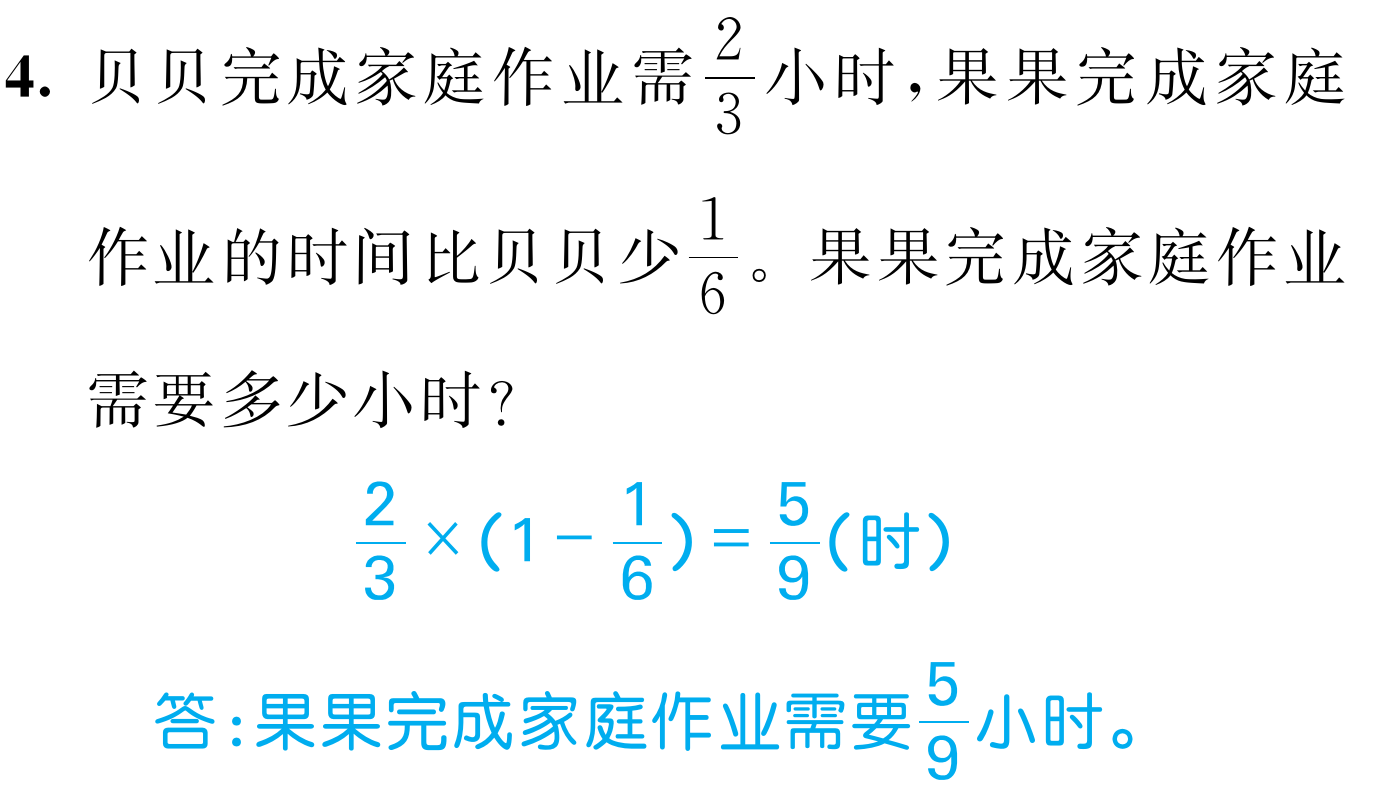 4. 贝贝完成家庭作业需2/3小时,果果完成家庭
作业的时间比贝贝少1/6。果果完成家庭作业
需要多少小时?
2/3×(1-1/6)=5/9(时)
答:果果完成家庭作业需要5/9小时。